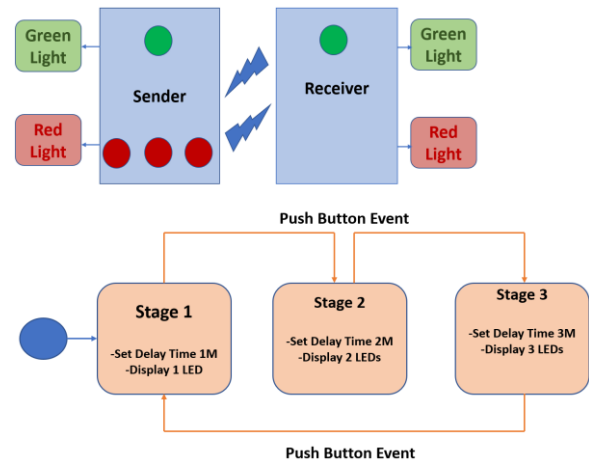 Green
Light
Sender
Red
Light
Receiver
Green
Light
Red
Light
Push Button Event
Stage 1
-Set Delay Time 1M
-Display 1 LED
Stage 2
-Set Delay Time 2M
-Display 2 LEDs
Stage 3
-Set Delay Time 3M
-Display 3 LEDs
Push Button Event